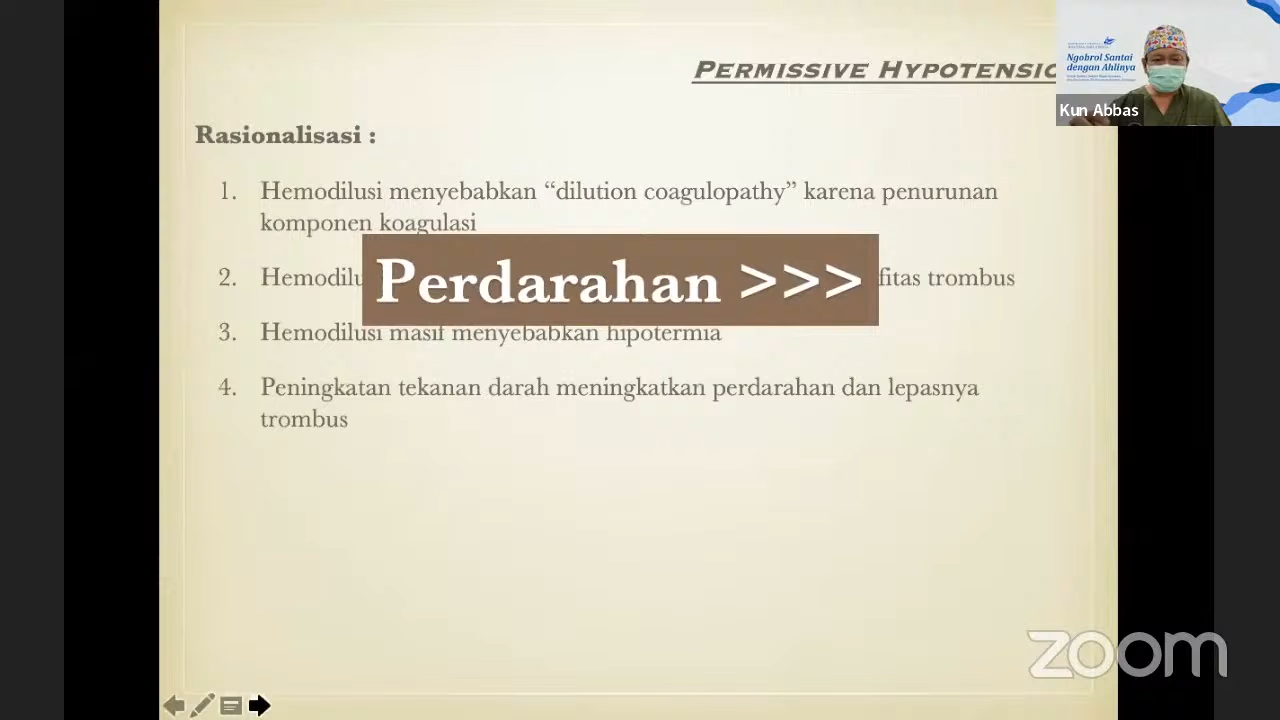 PERMISSIVE HYPOTENSIO
Ngobrol Santai
dengan Ahlinya
Kun Abbas
Rasionalisasi :
1. Hemodilusi menyebabkan “dilution coagulopathy” karena penurunan
komponen koagulasi
2. Hemodilu fitas trombus
Perdarahan >>>
3. Hemodilusi masif menyebabkan hipotermia
4. Peningkatan tekanan darah meningkatkan perdarahan dan lepasnya
trombus
zoom